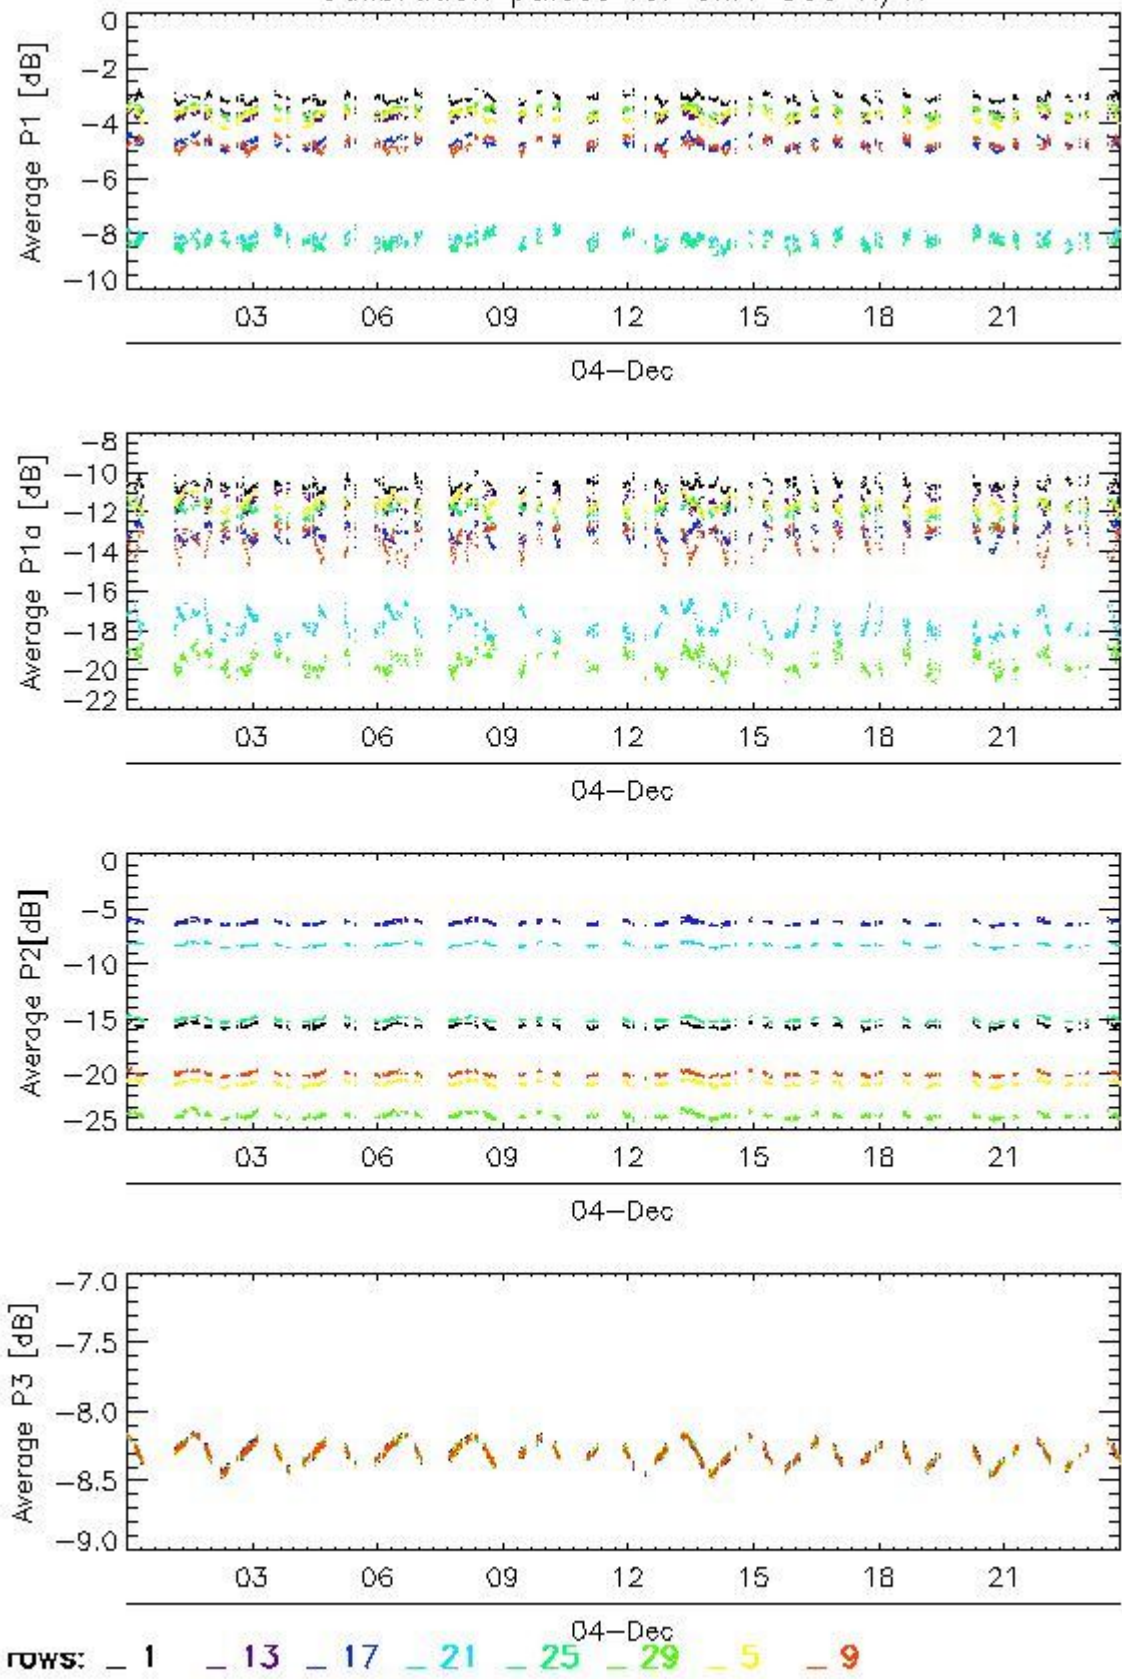 0
-2
-4
-6
-8
-10
Average P1 [dB]
03 06 09 12 15 18 21
04-Dec
-8
-10
-12
-14
-16
-18
-20
-22
Average P1a [dB]
03 06 09 12 15 18 21
04-Dec
0
-5
-10
-15
-20
-25
Average P2[dB]
03 06 09 12 15 18 21
04-Dec
-7.0
-7.5
-8.0
-8.5
-9.0
Average P3 [dB]
03 06 09 12 15 18 21
04-Dec
rows: _ 1 _ 13 _ 17 _ 21 _ 25 _ 29 _ 5 _ 9